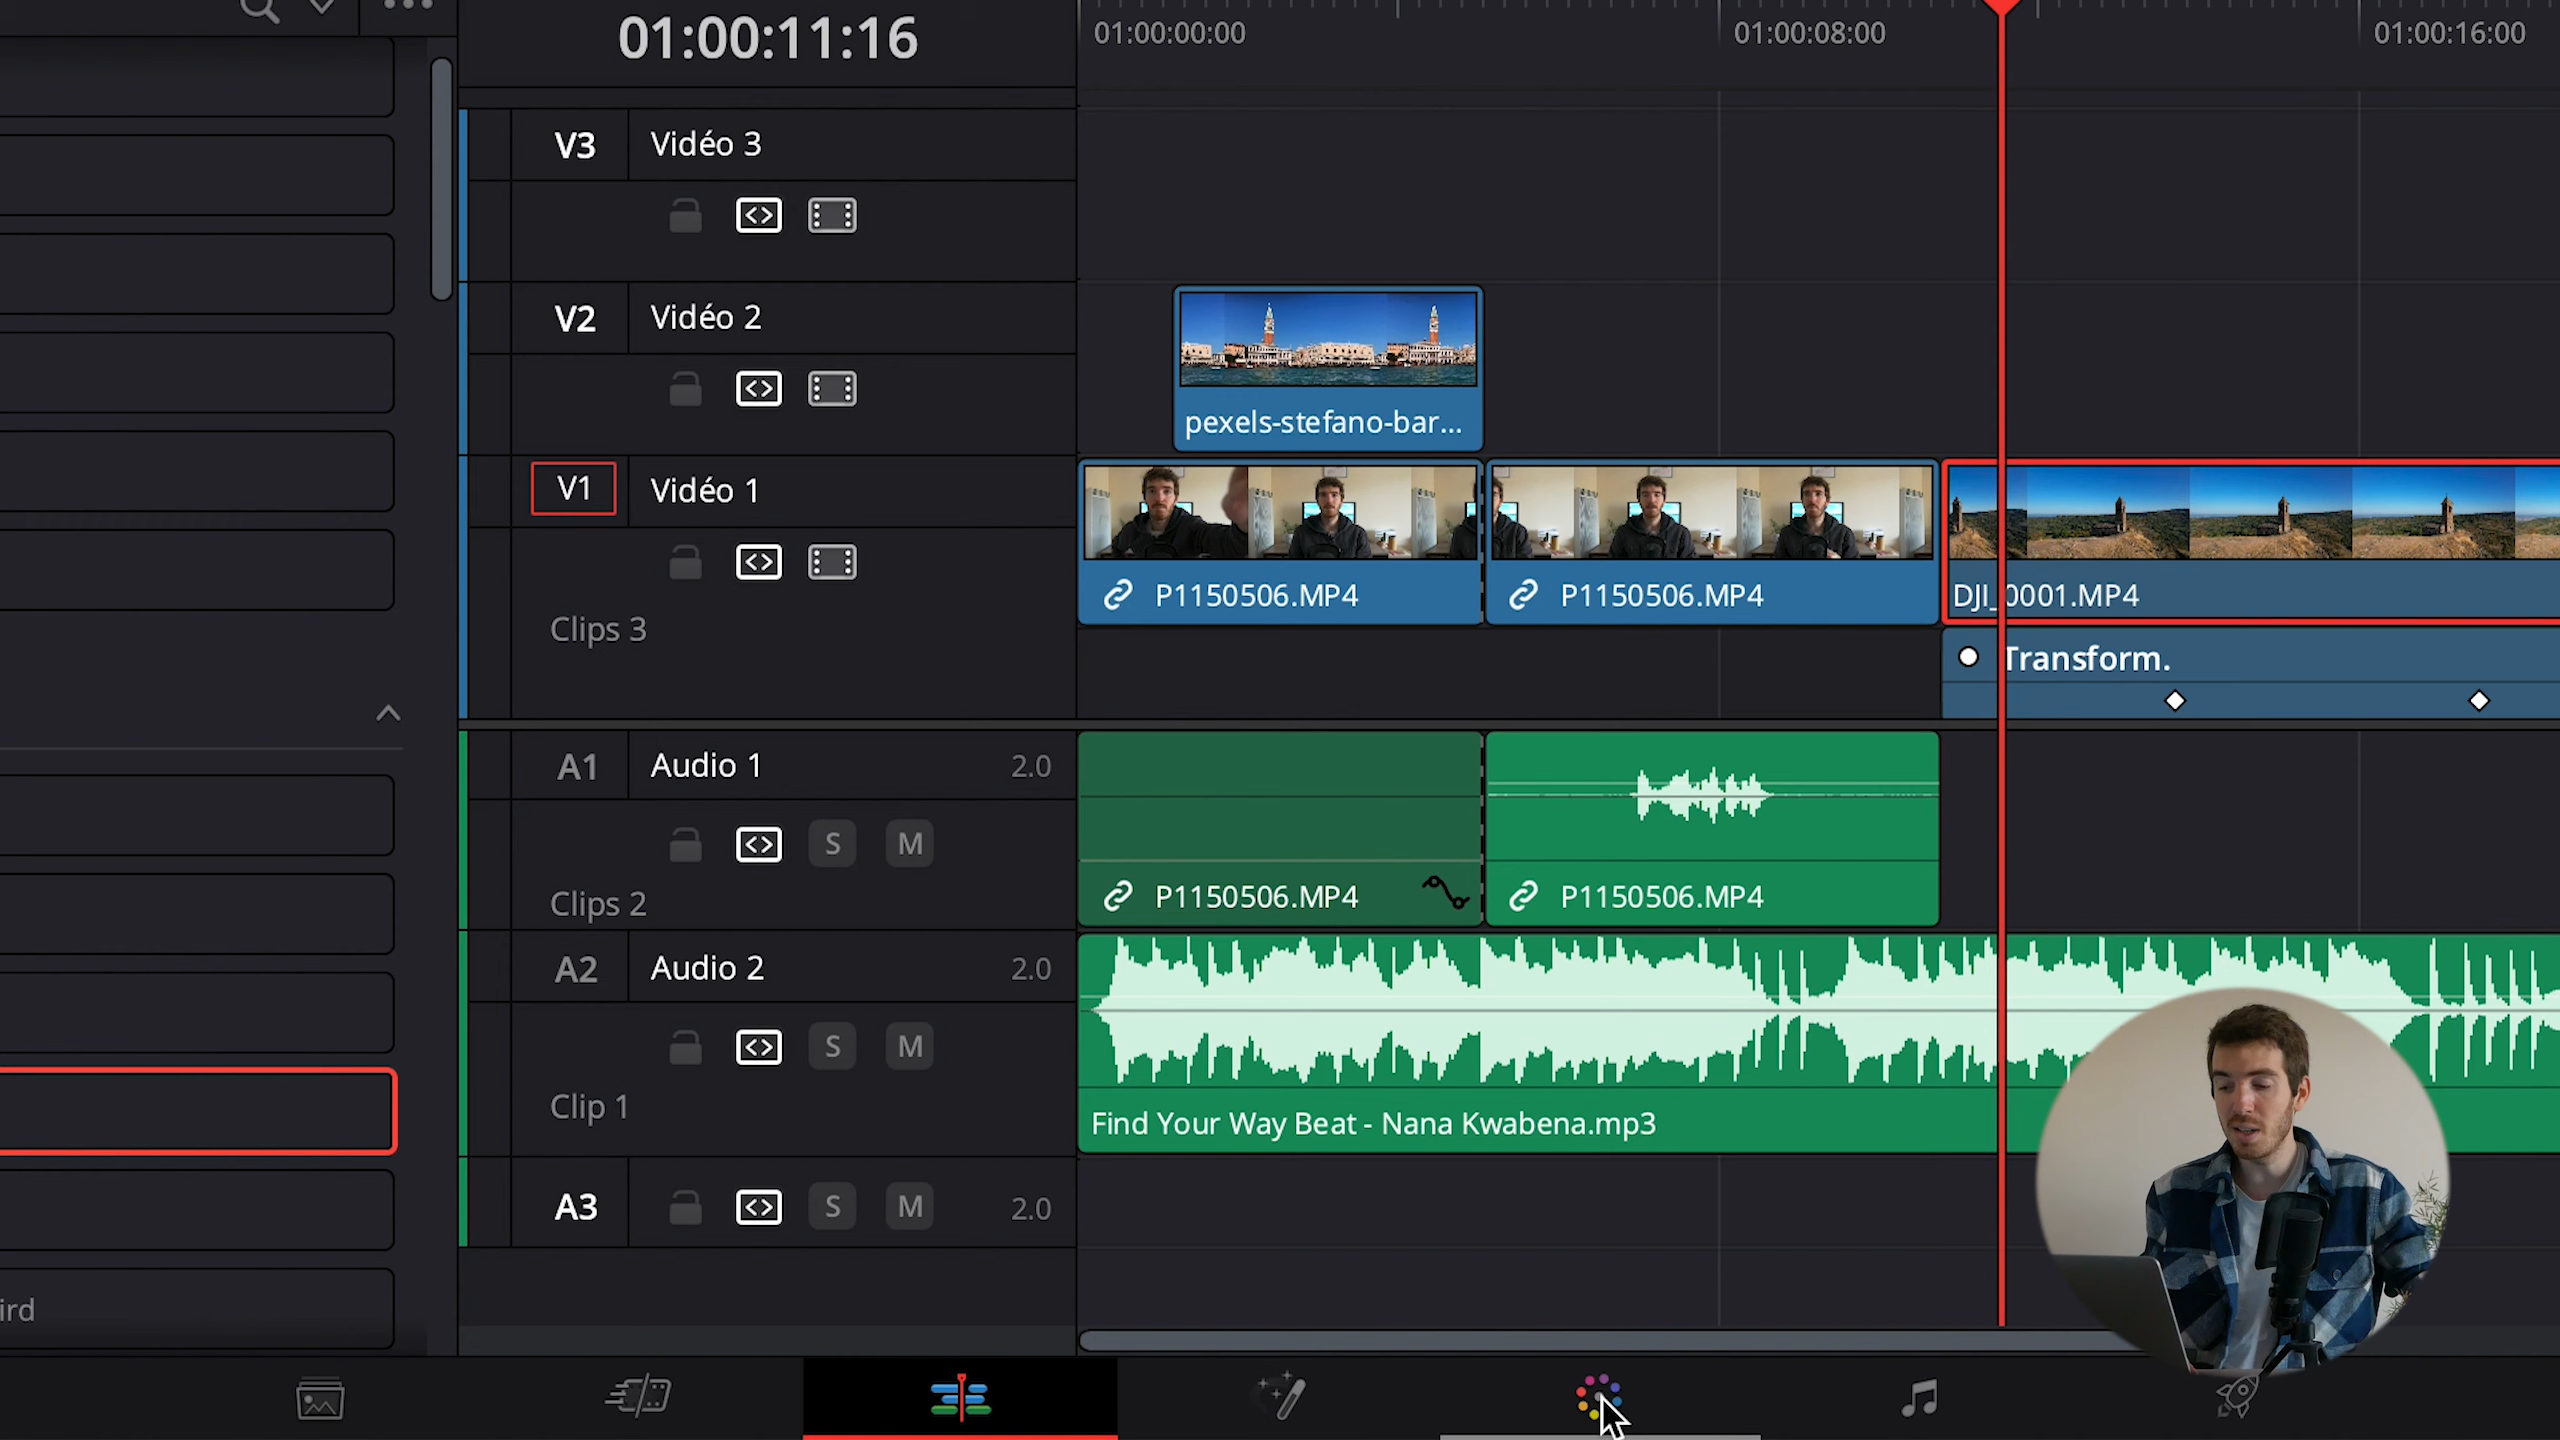 01:00:11:16
01:00:00:00
01:00:08:00
01:00:16:00
V3 Vidéo 3
V2 Vidéo 2
pexels-stefano-bar...
V1 Vidéo 1
P1150506.MP4
P1150506.MP4
DJI_0001.MP4
Clips 3
Transform.
A1 Audio 1 2.0
S M
Clips 2
P1150506.MP4
P1150506.MP4
A2 Audio 2 2.0
S M
Clip 1
Find Your Way Beat - Nana Kwabena.mp3
A3 S M 2.0
ird